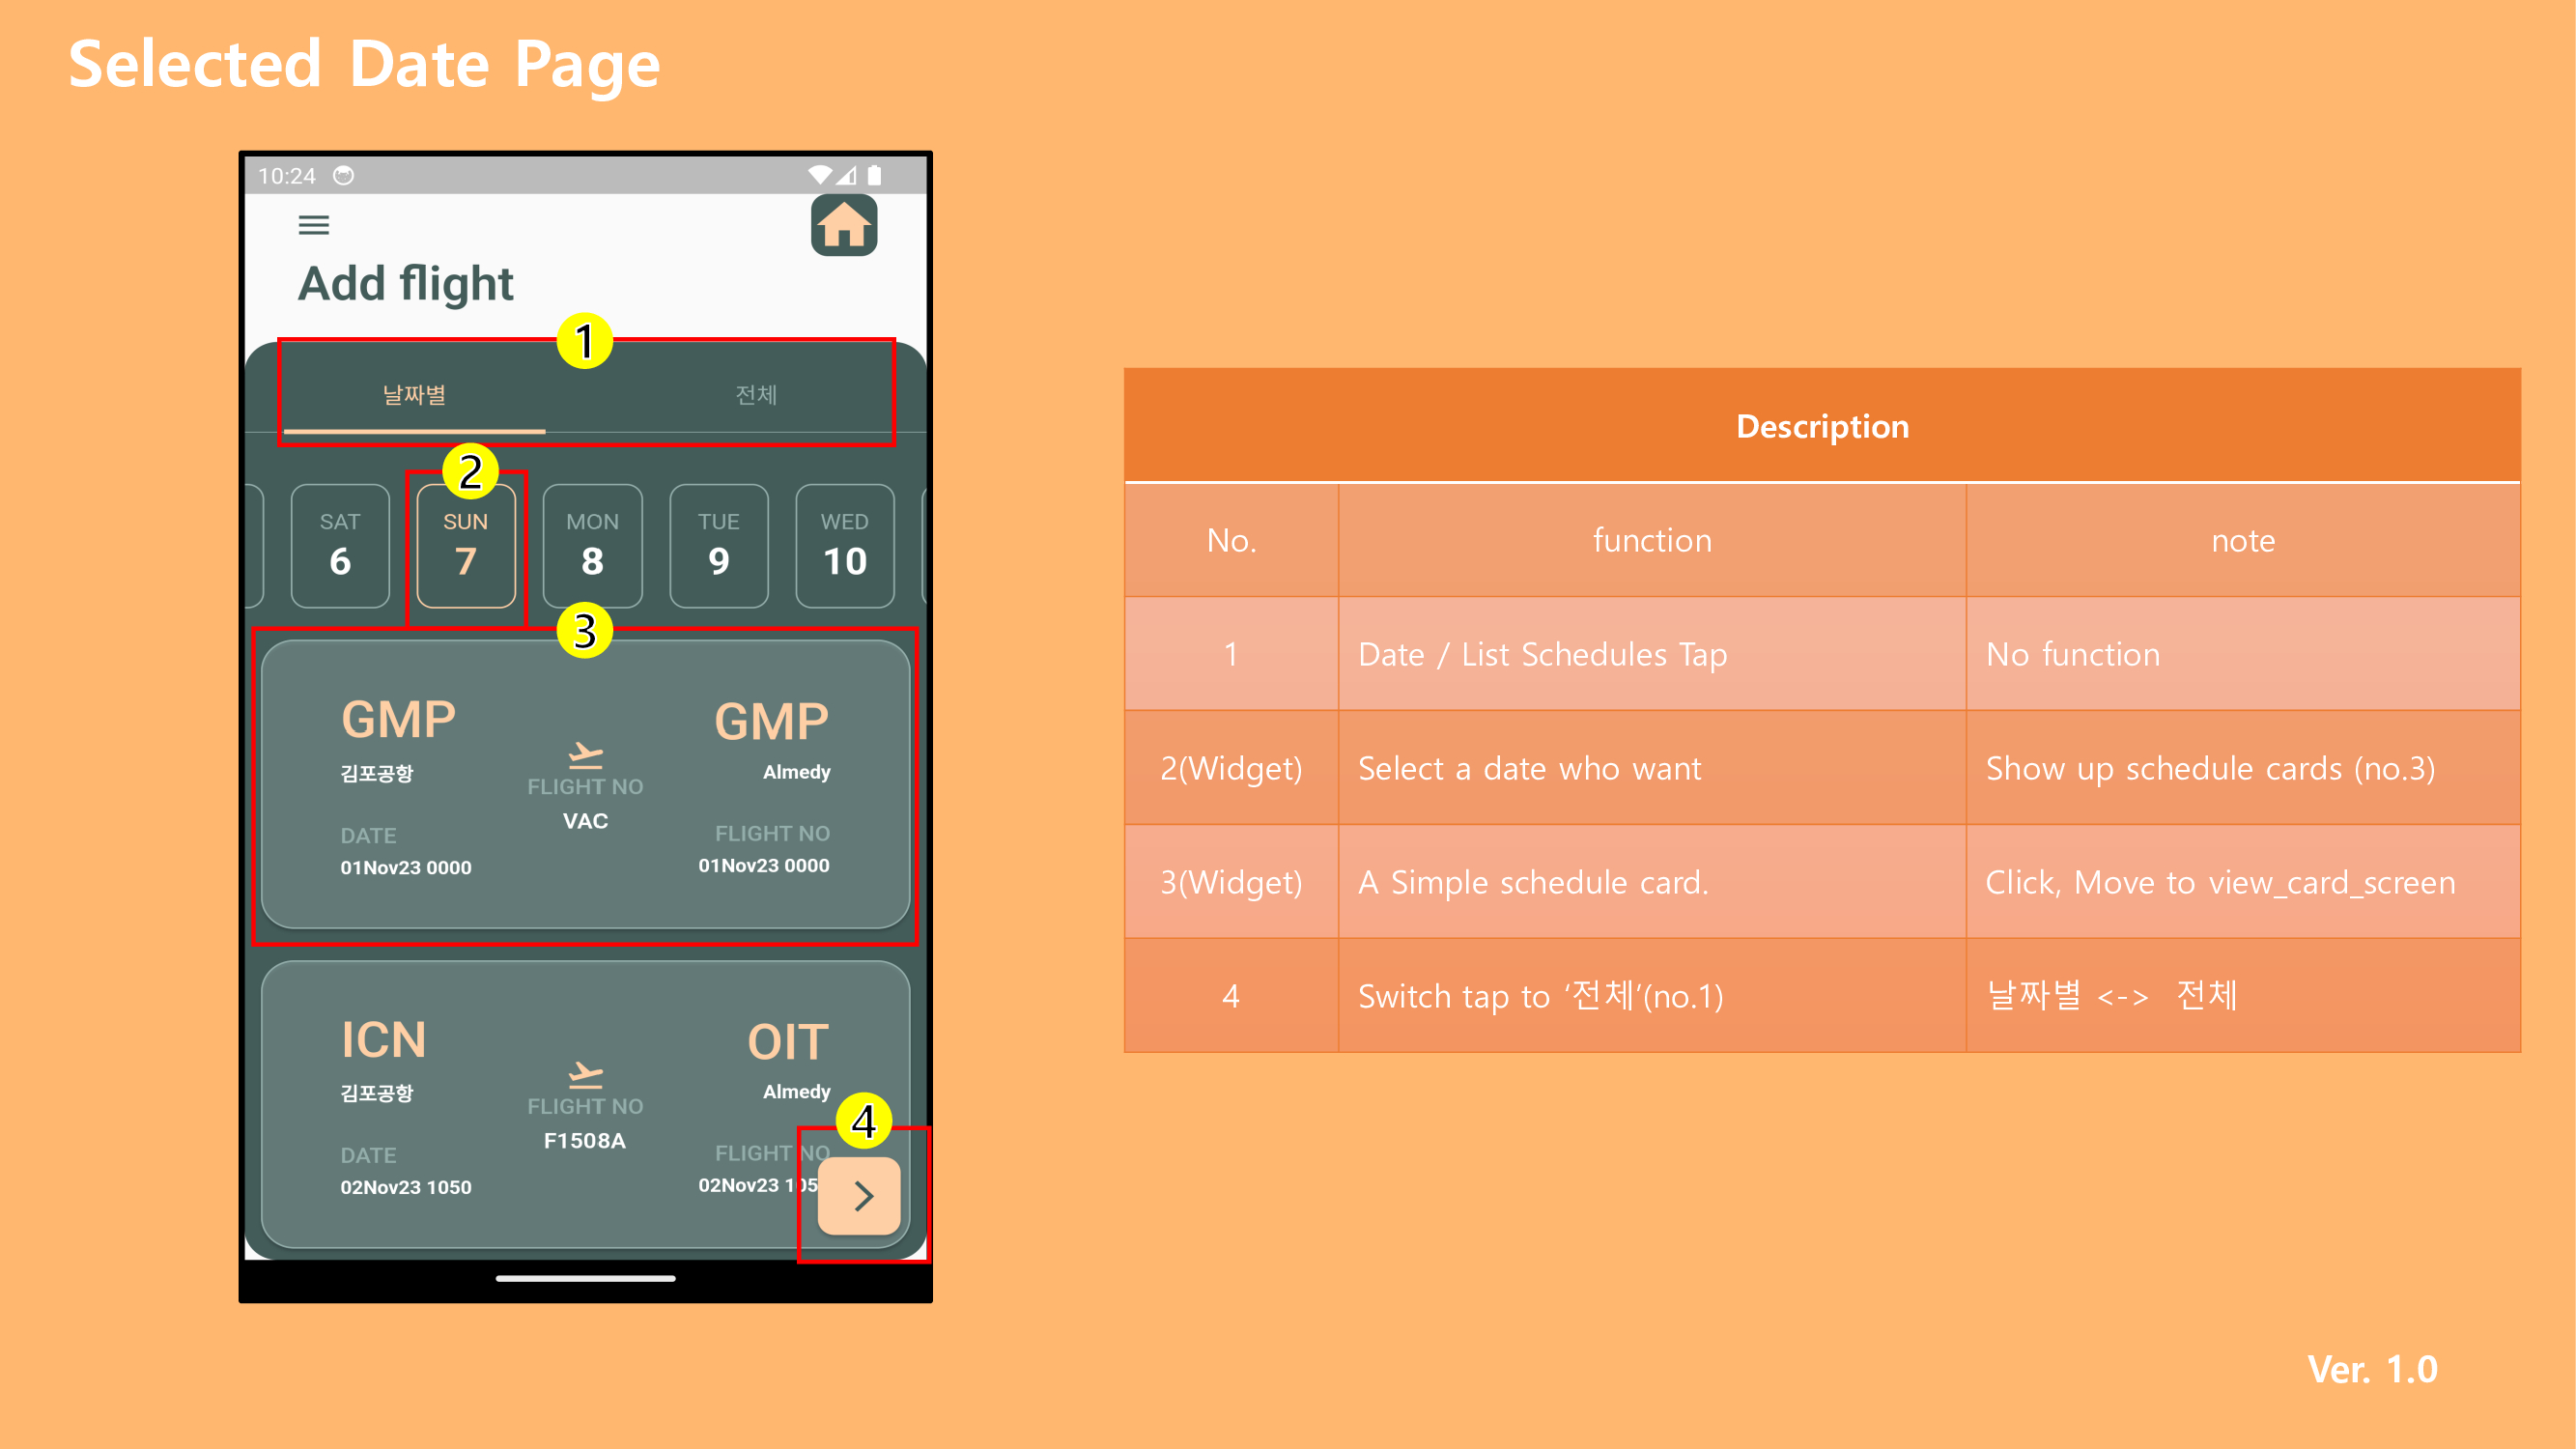 Selected Date Page
10:24
Add flight
1
날짜별 전체
2
SAT SUN MON TUE WED
6 7 8 9 10
3
GMP GMP
김포공항 Almedy
FLIGHT NO
VAC
DATE FLIGHT NO
01Nov23 0000 01Nov23 0000
ICN OIT
김포공항 Almedy
FLIGHT NO
F1508A
4
DATE FLIGHT NO
02Nov23 1050 02Nov23 105
Description
No. function note
1 Date / List Schedules Tap No function
2(Widget) Select a date who want Show up schedule cards (no.3)
3(Widget) A Simple schedule card. Click, Move to view_card_screen
4 Switch tap to ‘전체’(no.1) 날짜별 <-> 전체
Ver. 1.0